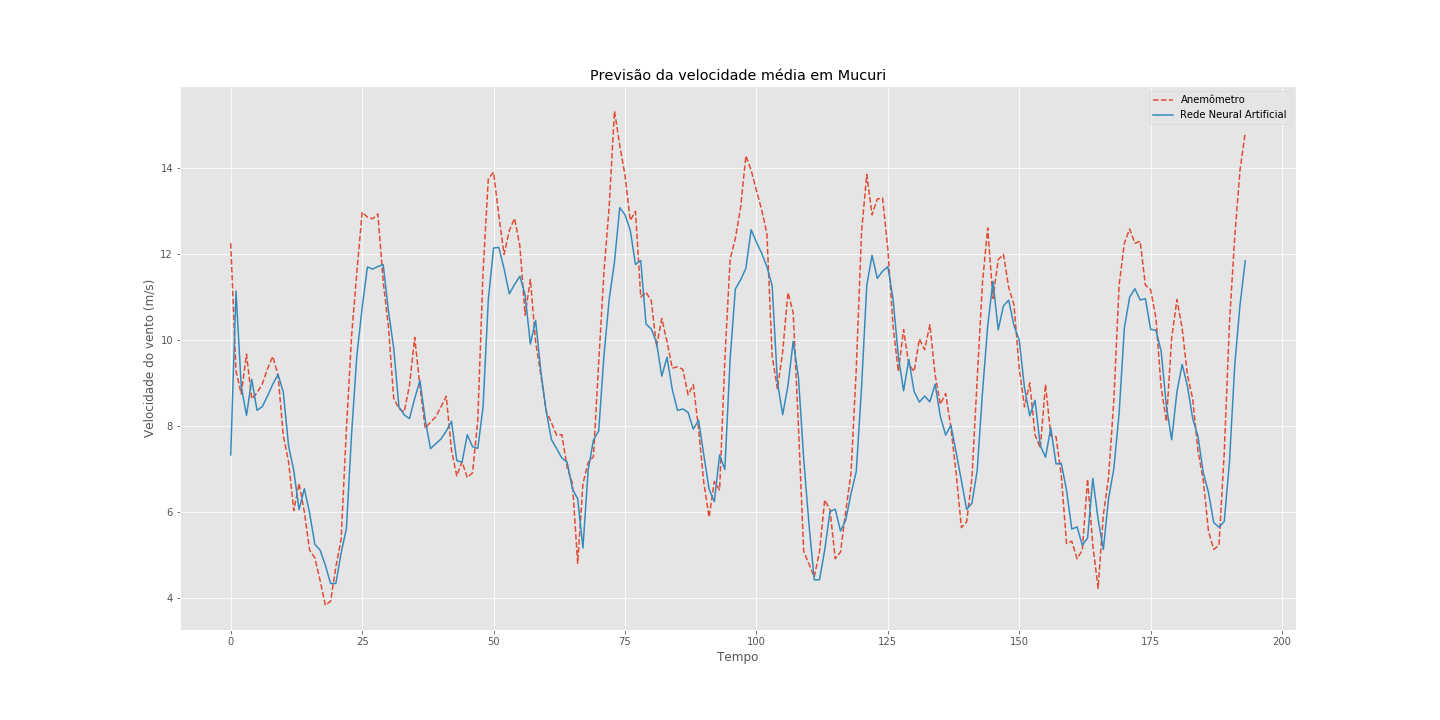 Previsão da velocidade média em Mucuri
Anemômetro
Rede Neural Artificial
Velocidade do vento (m/s)
14
12
10
8
6
4
0 25 50 75 100 125 150 175 200
Tempo